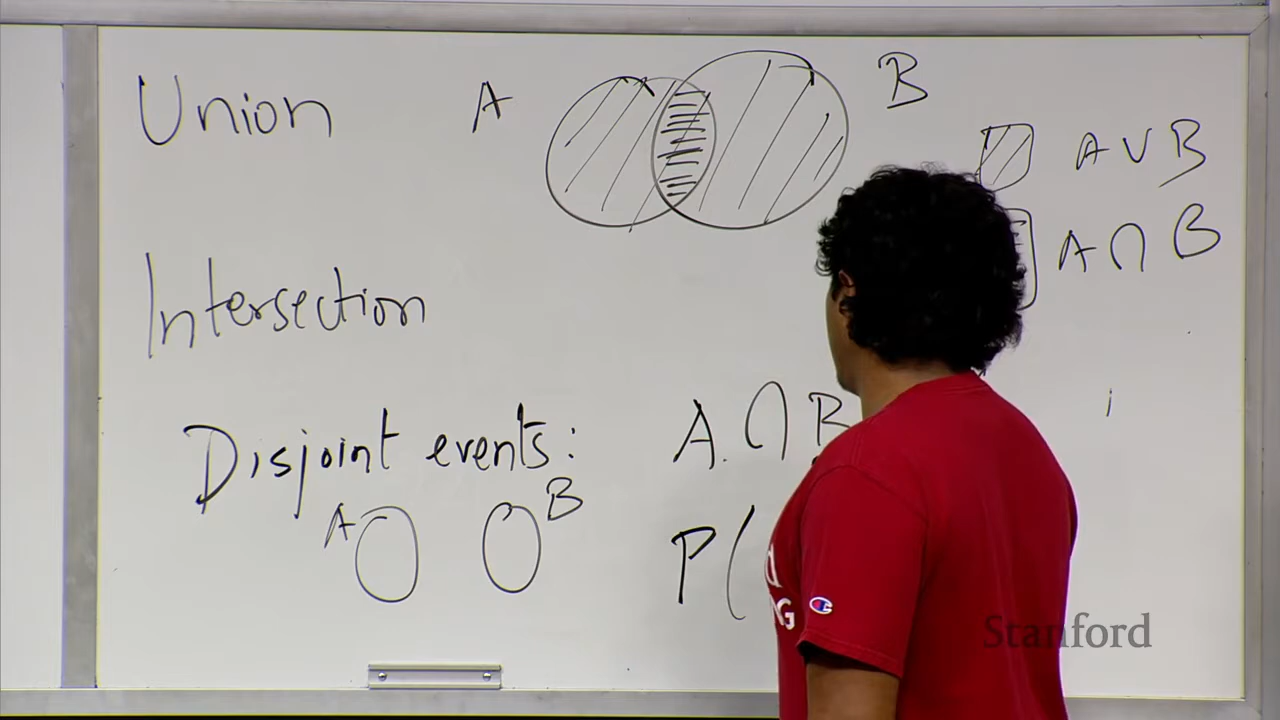 Union A B
A ∪ B
A ∩ B
Intersection
Disjoint events: A ∩ B
A B
P(
Stanford